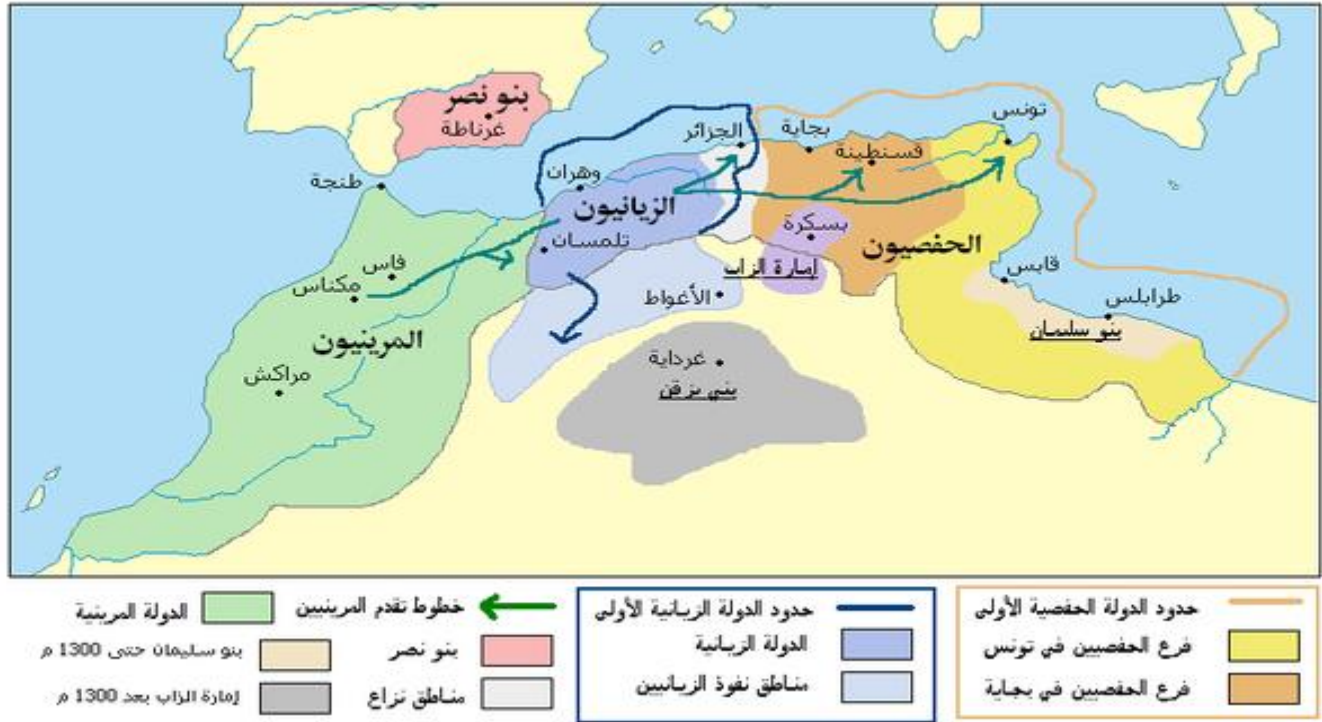 بنو نصر
غرناطة
تونس
بجاية
الجزائر
قسنطينة
وهران
طنجة
الزيانيون
تلمسان
بسكرة
الحفصيون
إمارة الزاب
فاس
مكناس
الأغواط
قابس
طرابلس
بنو سليمان
المرينيون
غرداية
بني يزقن
مراكش
حدود الدولة الحفصية الأولى
فرع الحفصيين في تونس
فرع الحفصيين في بجاية
حدود الدولة الزيانية الأولى
الدولة الزيانية
مناطق نفوذ الزيانيين
خطوط تقدم المرينيين
بنو نصر
مناطق نزاع
الدولة المرينية
بنو سليمان حتى 1300 م
إمارة الزاب بعد 1300 م